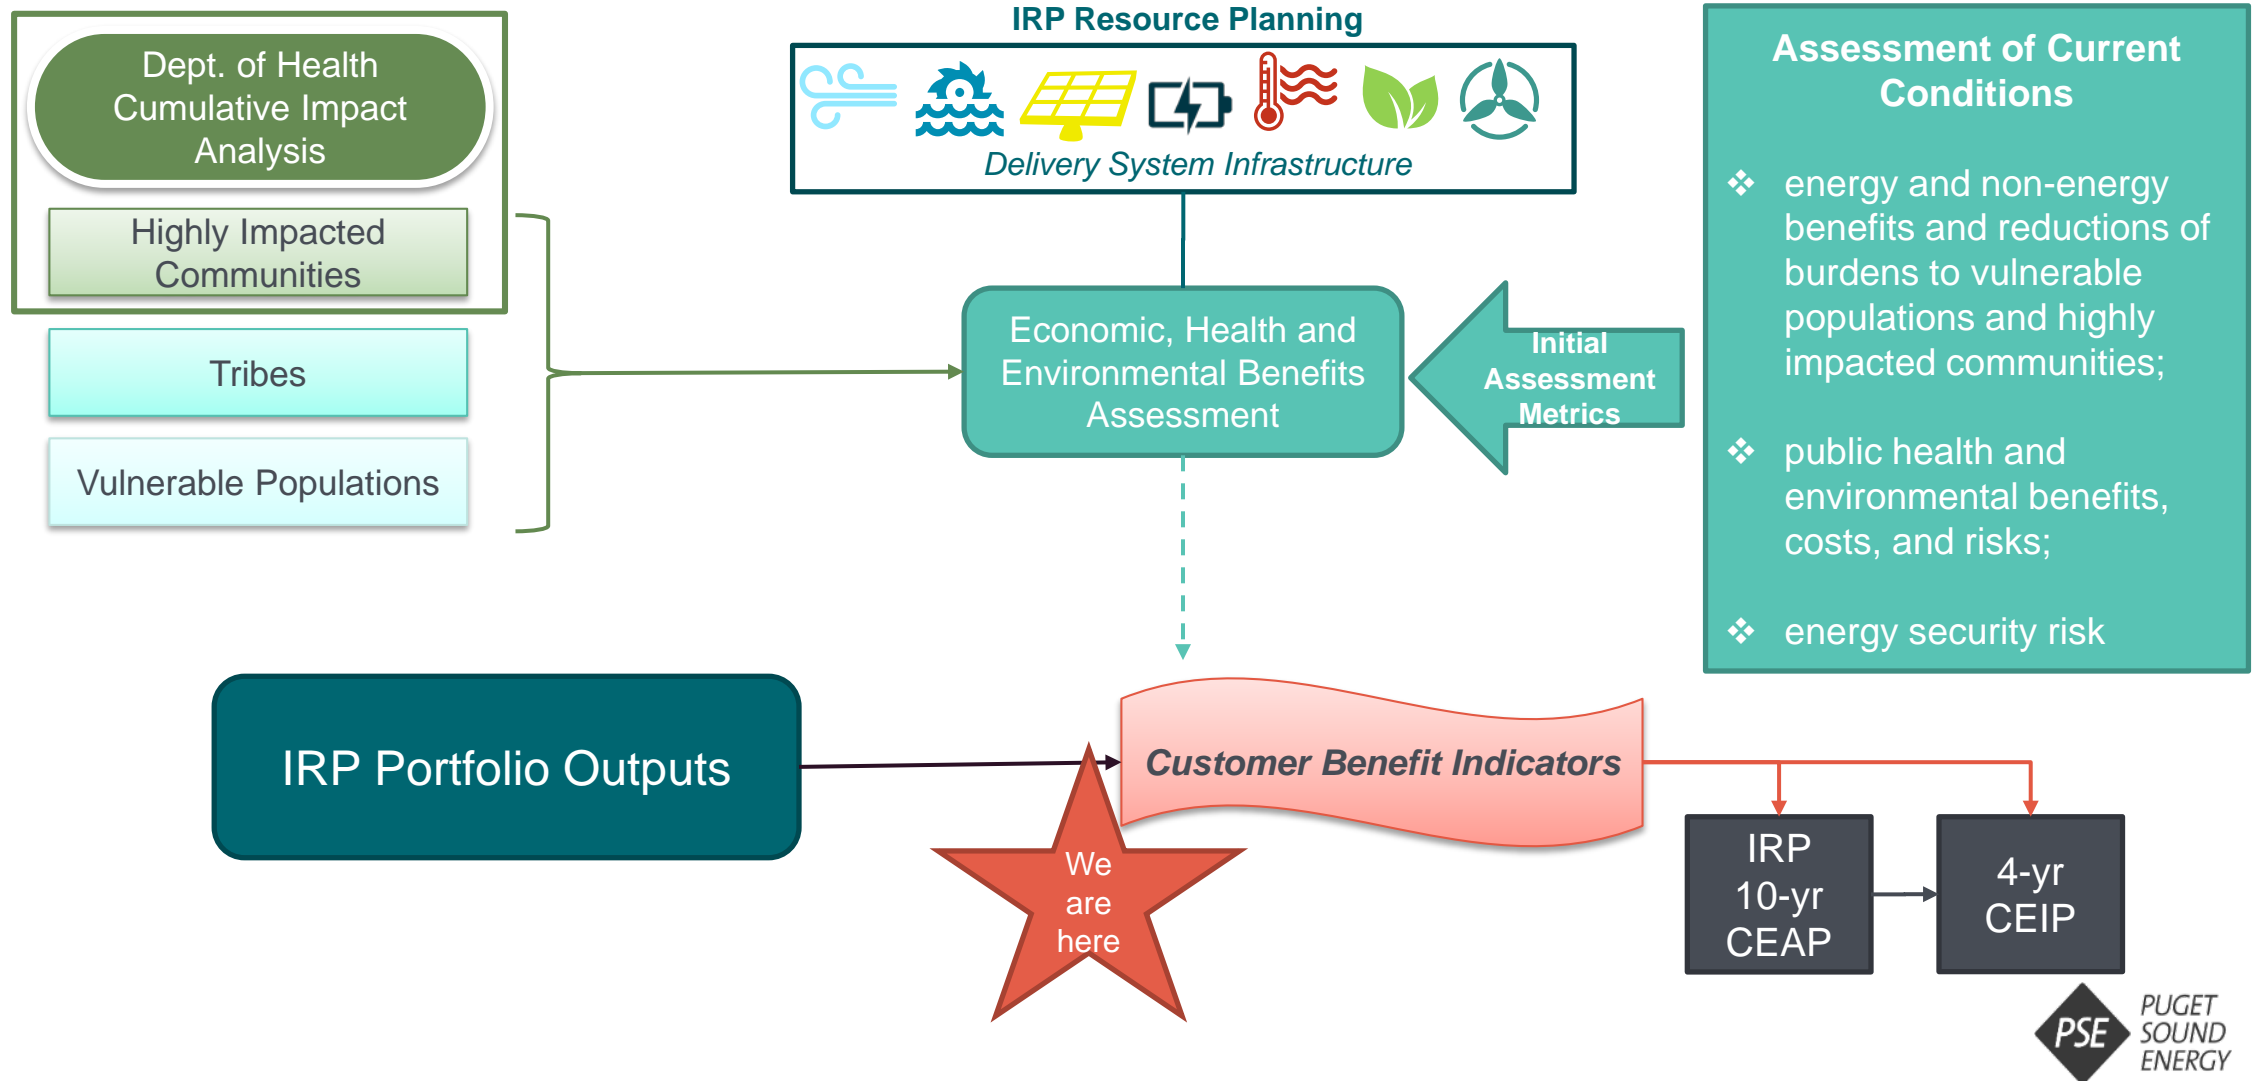 IRP Resource Planning
Delivery System Infrastructure
Dept. of Health
Cumulative Impact
Analysis
Highly Impacted
Communities
Tribes
Vulnerable Populations
Economic, Health and
Environmental Benefits
Assessment
Initial
Assessment
Metrics
Assessment of Current
Conditions
❖ energy and non-energy
benefits and reductions of
burdens to vulnerable
populations and highly
impacted communities;
❖ public health and
environmental benefits,
costs, and risks;
❖ energy security risk
IRP Portfolio Outputs
Customer Benefit Indicators
We
are
here
IRP
10-yr
CEAP
4-yr
CEIP
PSE
PUGET
SOUND
ENERGY